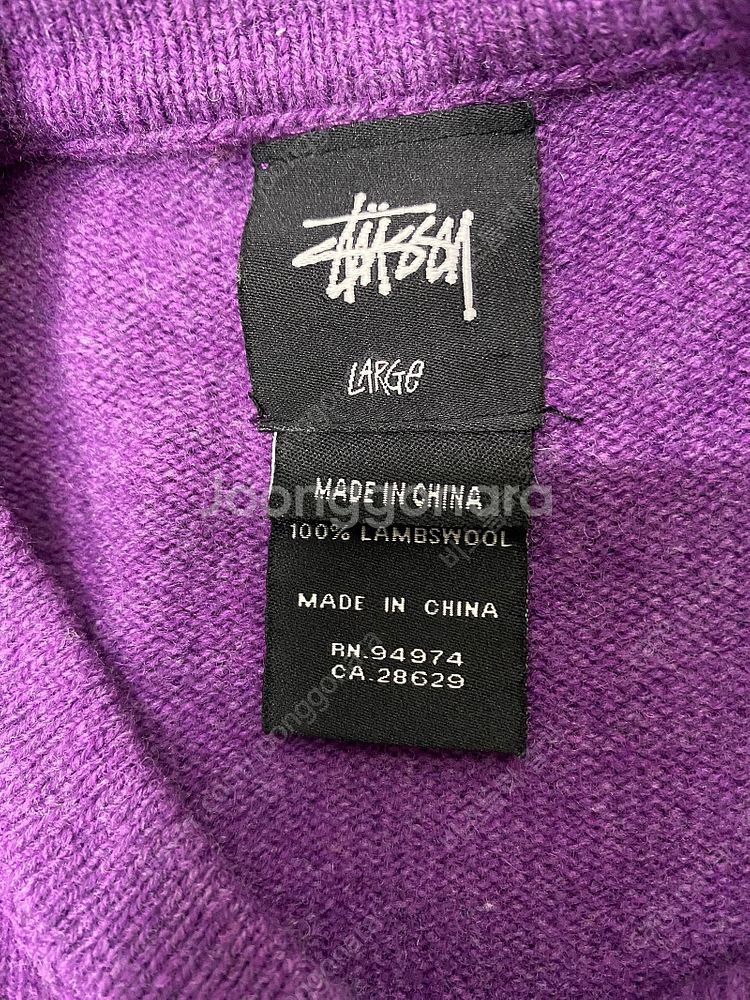 Stüssy
LARGE
MADE IN CHINA
Joonggonara
100% LAMBSWOOL
MADE IN CHINA
RN.94974
CA.28629